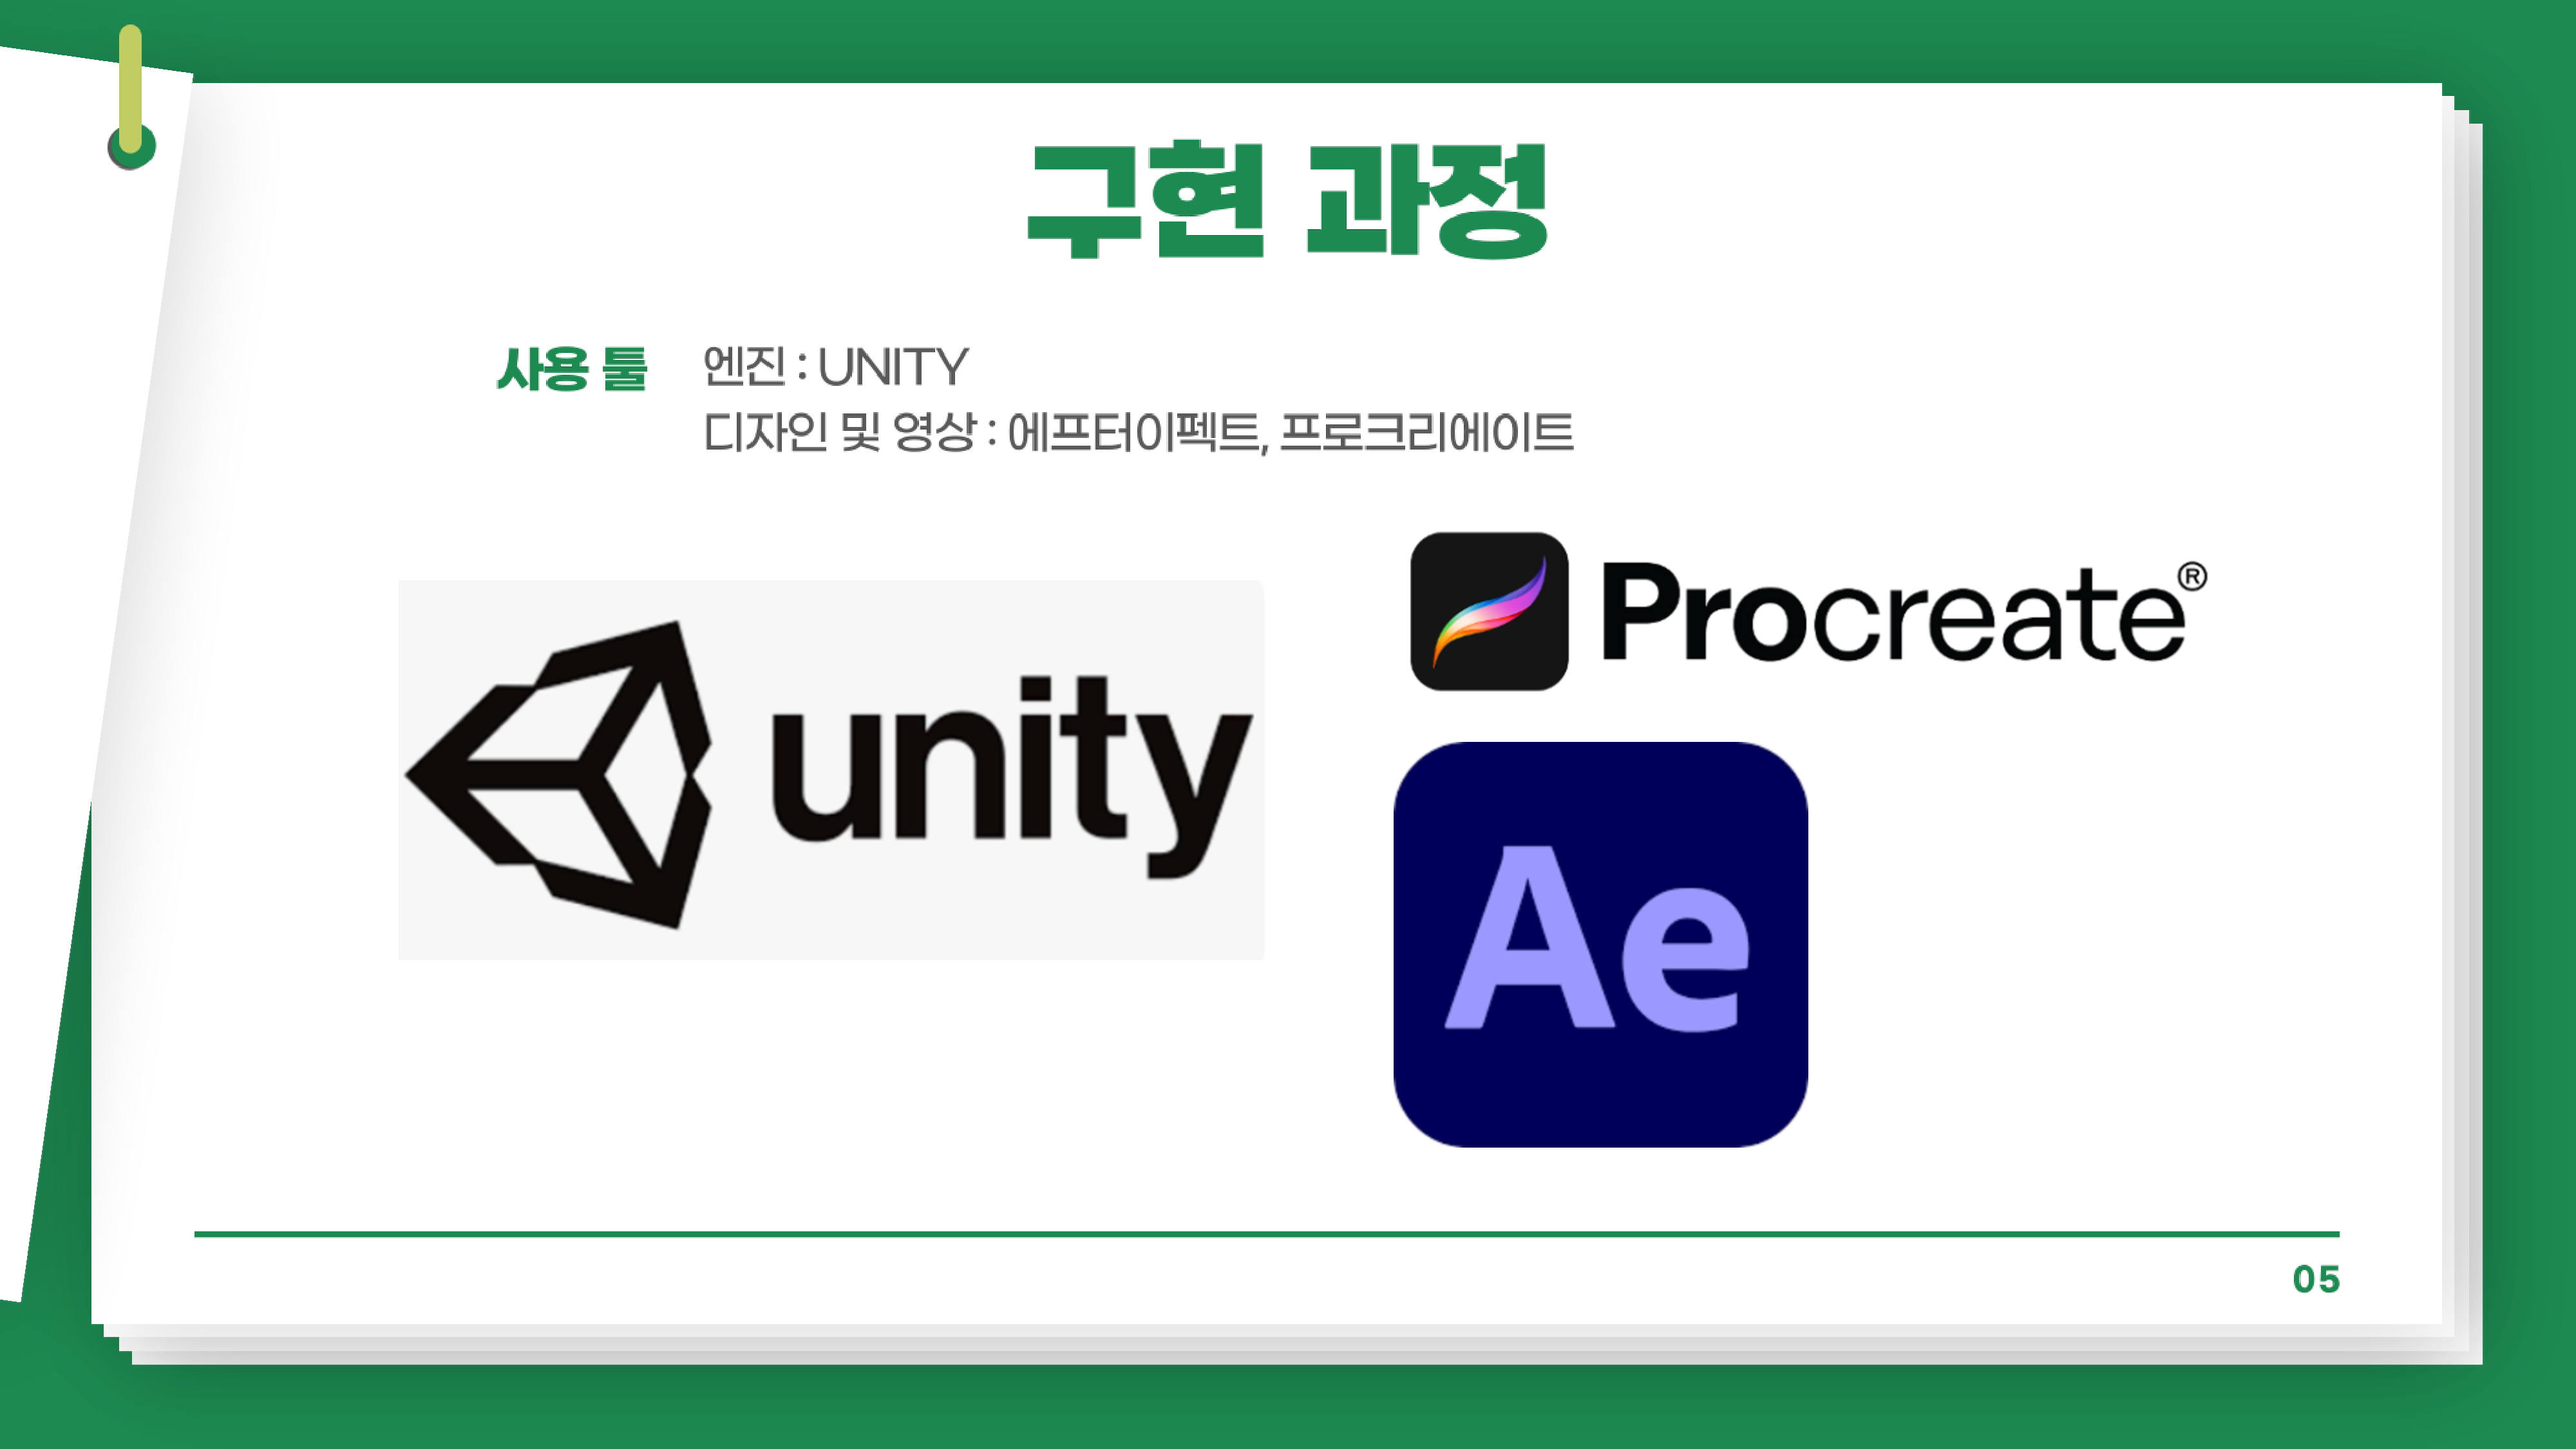 구현 과정
사용 툴
엔진 : UNITY
디자인 및 영상 : 에프터이펙트, 프로크리에이트
unity
Procreate®
Ae
05